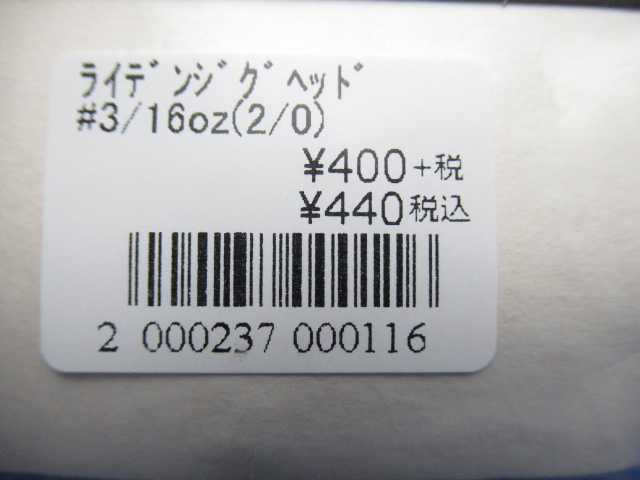 ﾗｲﾃﾞﾝｼﾞｸﾞﾍｯﾄﾞ
#3/16oz(2/0)
¥400+税
¥440税込
2 000237 000116